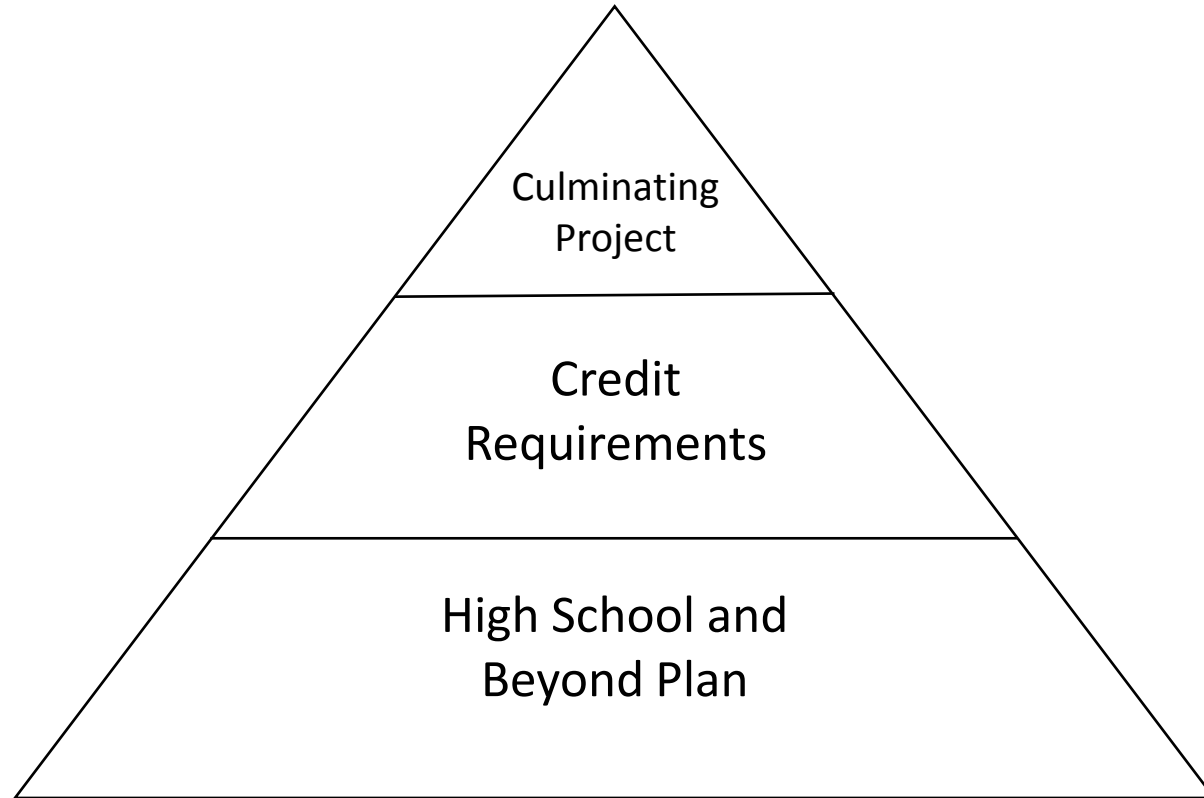 Culminating
Project
Credit
Requirements
High School and
Beyond Plan